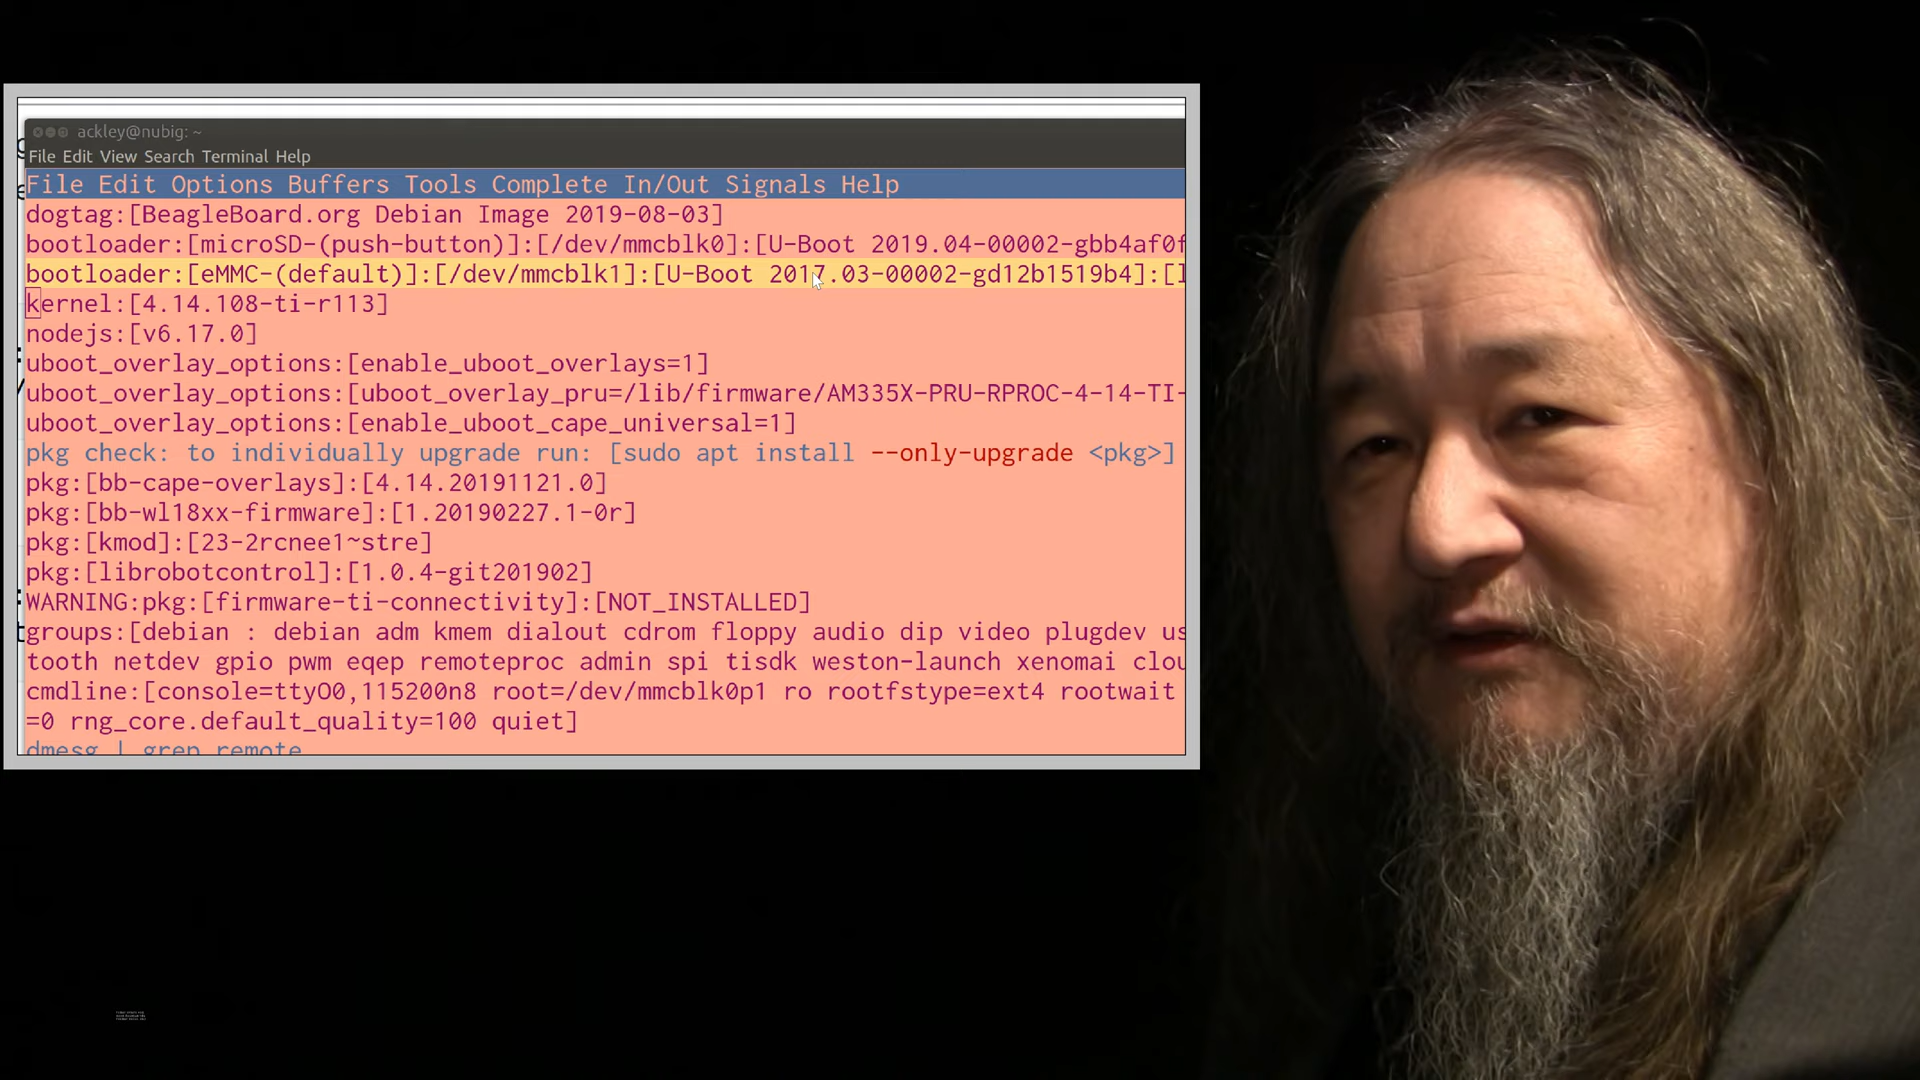 ackley@nubig: ~
File Edit View Search Terminal Help
File Edit Options Buffers Tools Complete In/Out Signals Help
dogtag:[BeagleBoard.org Debian Image 2019-08-03]
bootloader:[microSD-(push-button)]:[/dev/mmcblk0]:[U-Boot 2019.04-00002-gbb4af0f
bootloader:[eMMC-(default)]:[/dev/mmcblk1]:[U-Boot 2017.03-00002-gd12b1519b4]:[l
kernel:[4.14.108-ti-r113]
nodejs:[v6.17.0]
uboot_overlay_options:[enable_uboot_overlays=1]
uboot_overlay_options:[uboot_overlay_pru=/lib/firmware/AM335X-PRU-RPROC-4-14-TI-
uboot_overlay_options:[enable_uboot_cape_universal=1]
pkg check: to individually upgrade run: [sudo apt install --only-upgrade <pkg>]
pkg:[bb-cape-overlays]:[4.14.20191121.0]
pkg:[bb-wl18xx-firmware]:[1.20190227.1-0r]
pkg:[kmod]:[23-2rcnee1~stre]
pkg:[librobotcontrol]:[1.0.4-git201902]
WARNING:pkg:[firmware-ti-connectivity]:[NOT_INSTALLED]
groups:[debian : debian adm kmem dialout cdrom floppy audio dip video plugdev us
tooth netdev gpio pwm eqep remoteproc admin spi tisdk weston-launch xenomai clou
cmdline:[console=ttyO0,115200n8 root=/dev/mmcblk0p1 ro rootfstype=ext4 rootwait
=0 rng_core.default_quality=100 quiet]
dmesg | grep remote